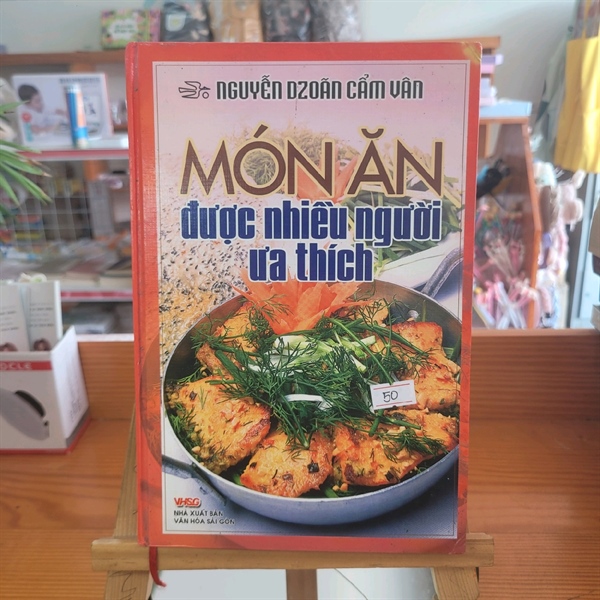 NGUYỄN DZOÃN CẨM VÂN
MÓN ĂN
được nhiều người
ưa thích
50
VHSG
NHÀ XUẤT BẢN
VĂN HÓA SÀI GÒN